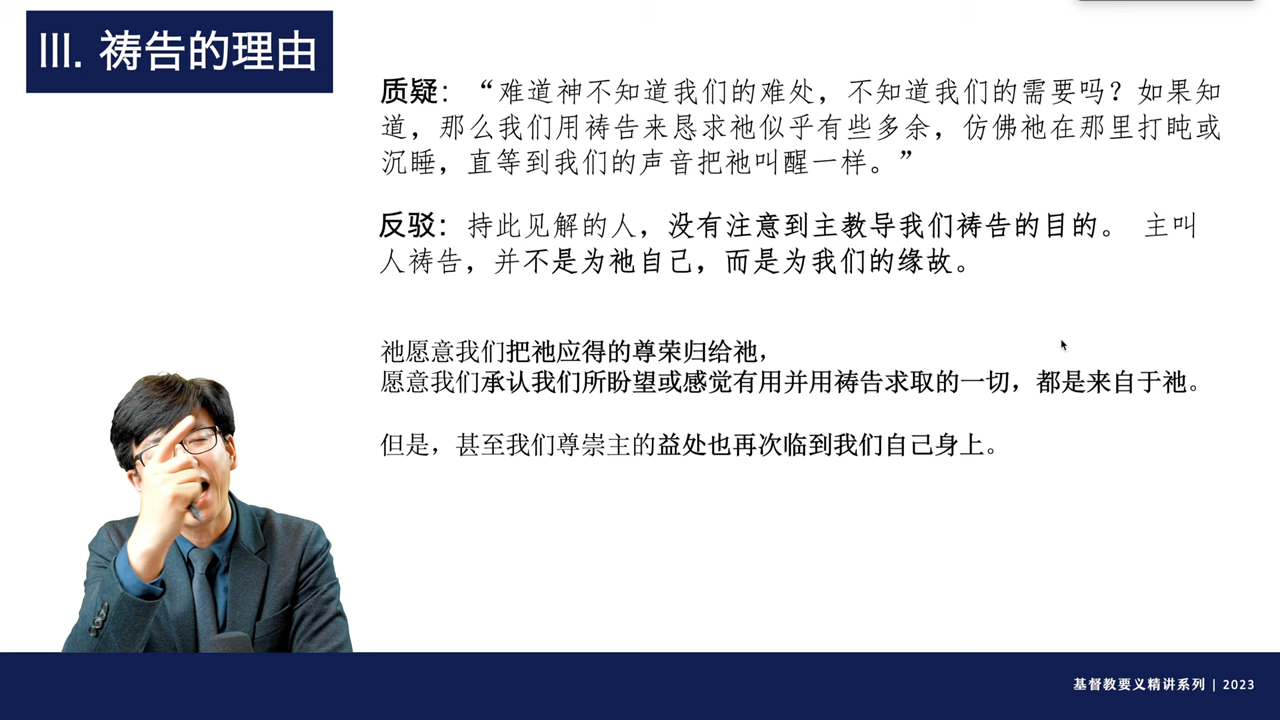 III. 祷告的理由
质疑：“难道神不知道我们的难处，不知道我们的需要吗？如果知
道，那么我们用祷告来恳求祂似乎有些多余，仿佛祂在那里打盹或
沉睡，直等到我们的声音把祂叫醒一样。”
反驳：持此见解的人，没有注意到主教导我们祷告的目的。 主叫
人祷告，并不是为祂自己，而是为我们的缘故。
祂愿意我们把祂应得的尊荣归给祂，
愿意我们承认我们所盼望或感觉有用并用祷告求取的一切，都是来自于祂。
但是，甚至我们尊崇主的益处也再次临到我们自己身上。
基督教要义精讲系列 | 2023